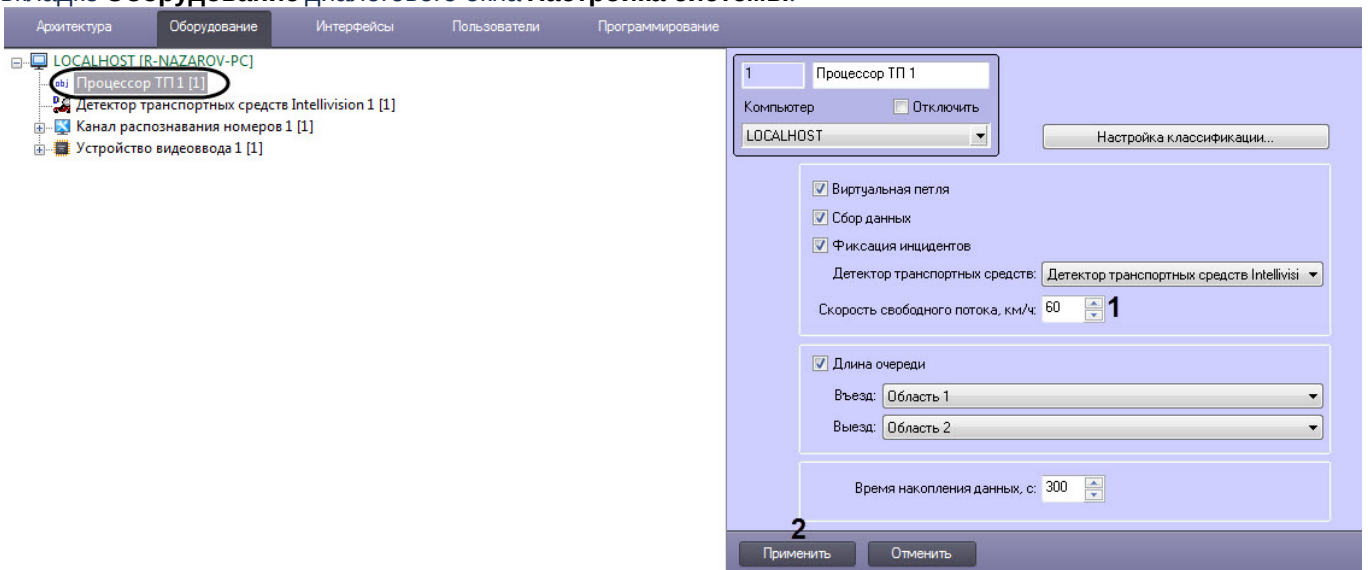 вкладке Оборудование диалогового окна Настройка системы.
Архитектура Оборудование Интерфейсы Пользователи Программирование
LOCALHOST [R-NAZAROV-PC]
obj Процессор ТП 1 [1]
Детектор транспортных средств Intellivision 1 [1]
Канал распознавания номеров 1 [1]
Устройство видеоввода 1 [1]
1 Процессор ТП 1
Компьютер Отключить
LOCALHOST Настройка классификации...
Виртуальная петля
Сбор данных
Фиксация инцидентов
Детектор транспортных средств: Детектор транспортных средств Intellivisi
Скорость свободного потока, км/ч: 60 1
Длина очереди
Въезд: Область 1
Выезд: Область 2
Время накопления данных, с: 300
2
Применить Отменить